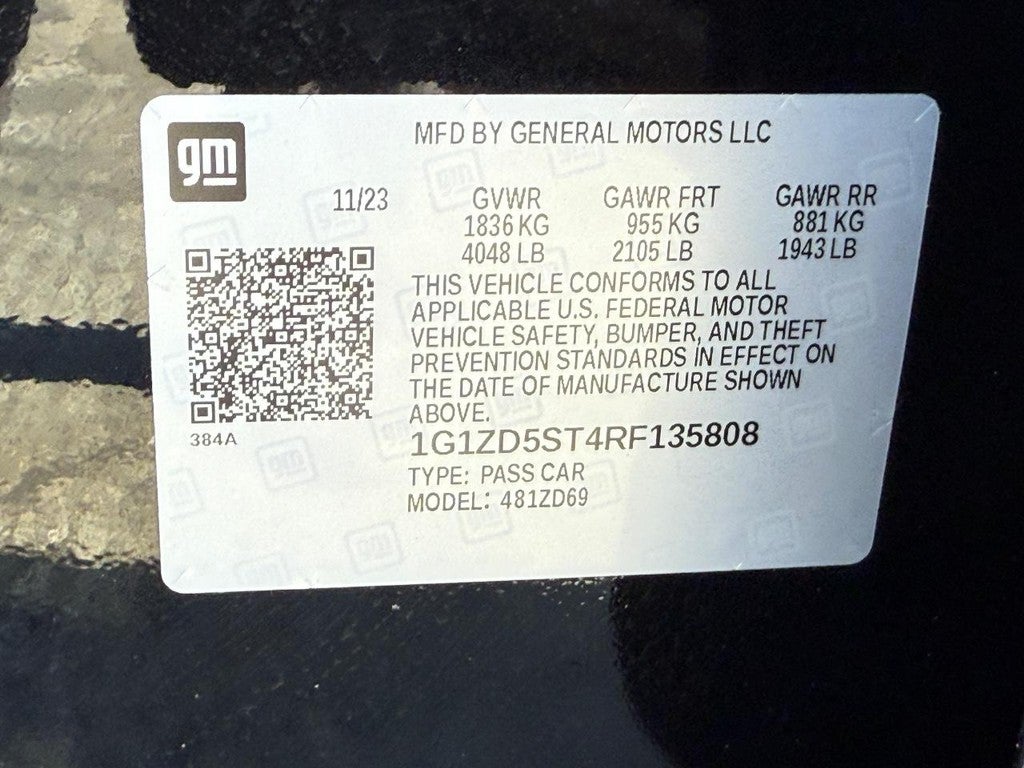 gm
MFD BY GENERAL MOTORS LLC
11/23 GVWR GAWR FRT GAWR RR
1836 KG 955 KG 881 KG
4048 LB 2105 LB 1943 LB
THIS VEHICLE CONFORMS TO ALL
APPLICABLE U.S. FEDERAL MOTOR
VEHICLE SAFETY, BUMPER, AND THEFT
PREVENTION STANDARDS IN EFFECT ON
THE DATE OF MANUFACTURE SHOWN
ABOVE.
384A
1G1ZD5ST4RF135808
TYPE: PASS CAR
MODEL: 481ZD69